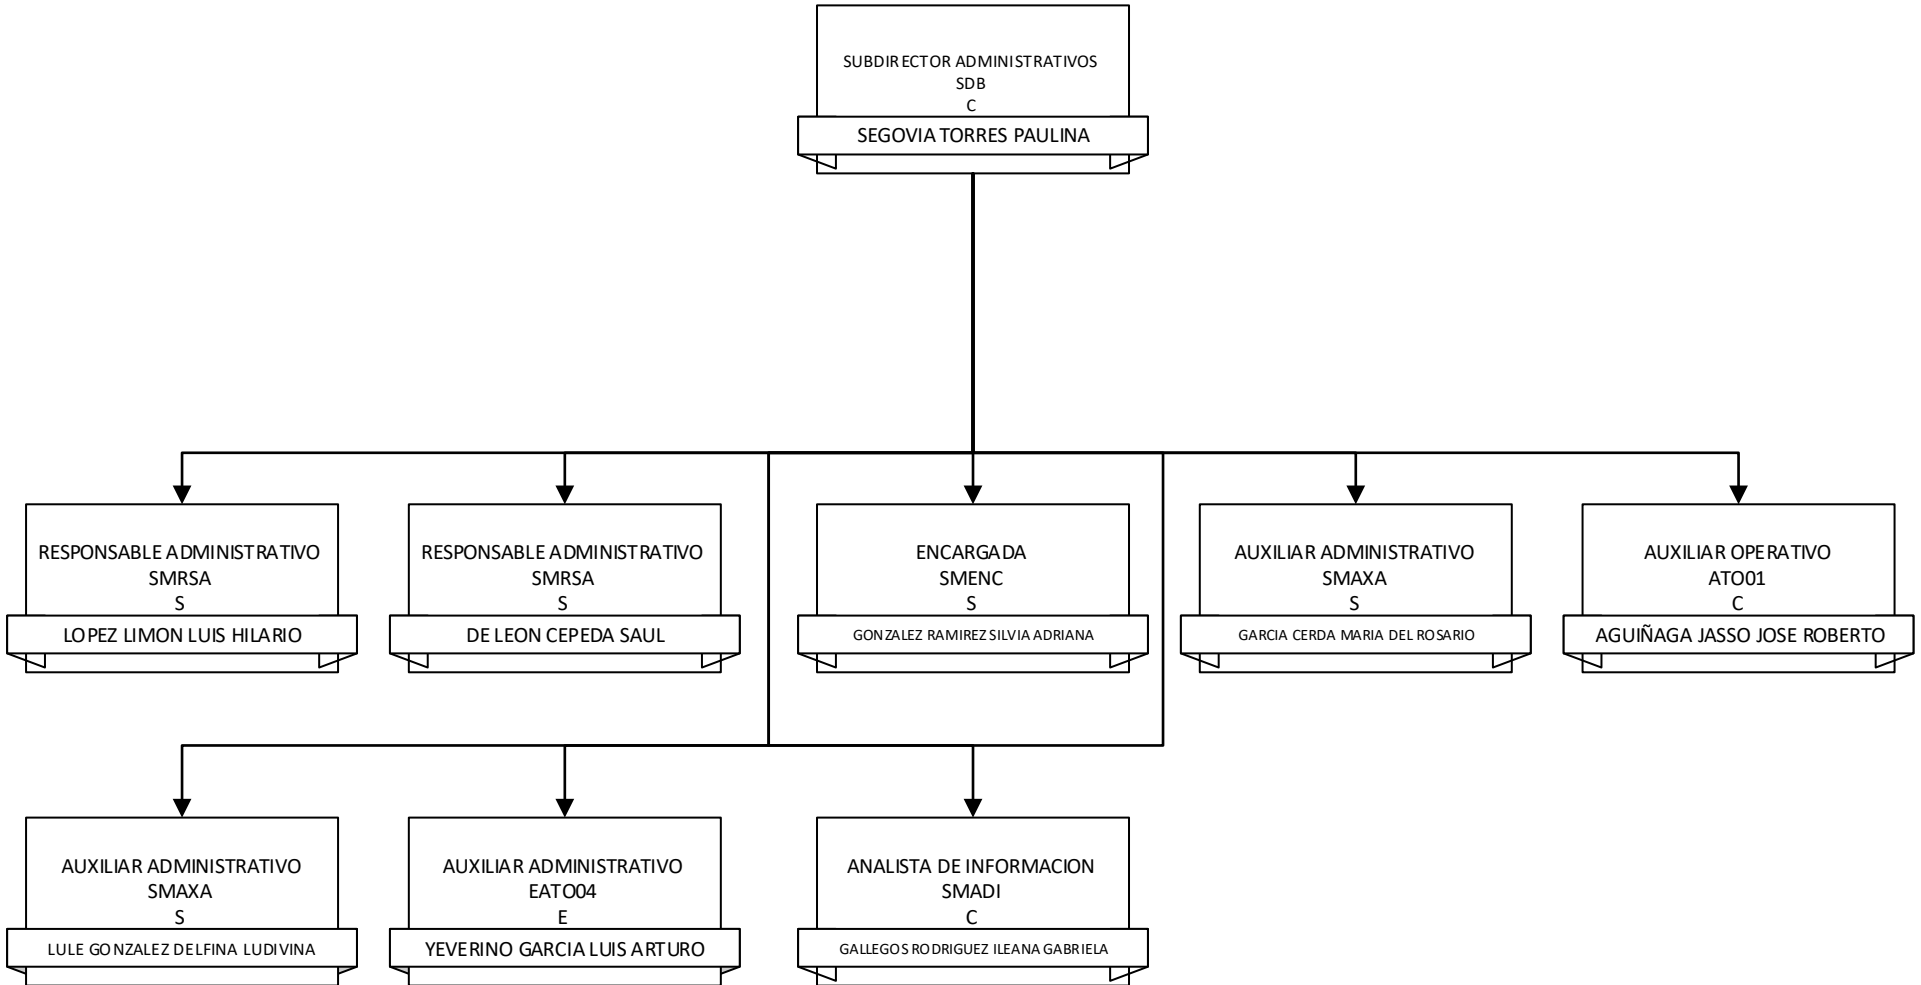 SUBDIRECTOR ADMINISTRATIVOS
SDB
C
SEGOVIA TORRES PAULINA
RESPONSABLE ADMINISTRATIVO
SMRSA
S
LOPEZ LIMON LUIS HILARIO
RESPONSABLE ADMINISTRATIVO
SMRSA
S
DE LEON CEPEDA SAUL
ENCARGADA
SMENC
S
GONZALEZ RAMIREZ SILVIA ADRIANA
AUXILIAR ADMINISTRATIVO
SMAXA
S
GARCIA CERDA MARIA DEL ROSARIO
AUXILIAR OPERATIVO
ATO01
C
AGUIÑAGA JASSO JOSE ROBERTO
AUXILIAR ADMINISTRATIVO
SMAXA
S
LULE GONZALEZ DELFINA LUDIVINA
AUXILIAR ADMINISTRATIVO
EATO04
E
YEVERINO GARCIA LUIS ARTURO
ANALISTA DE INFORMACION
SMADI
C
GALLEGOS RODRIGUEZ ILEANA GABRIELA